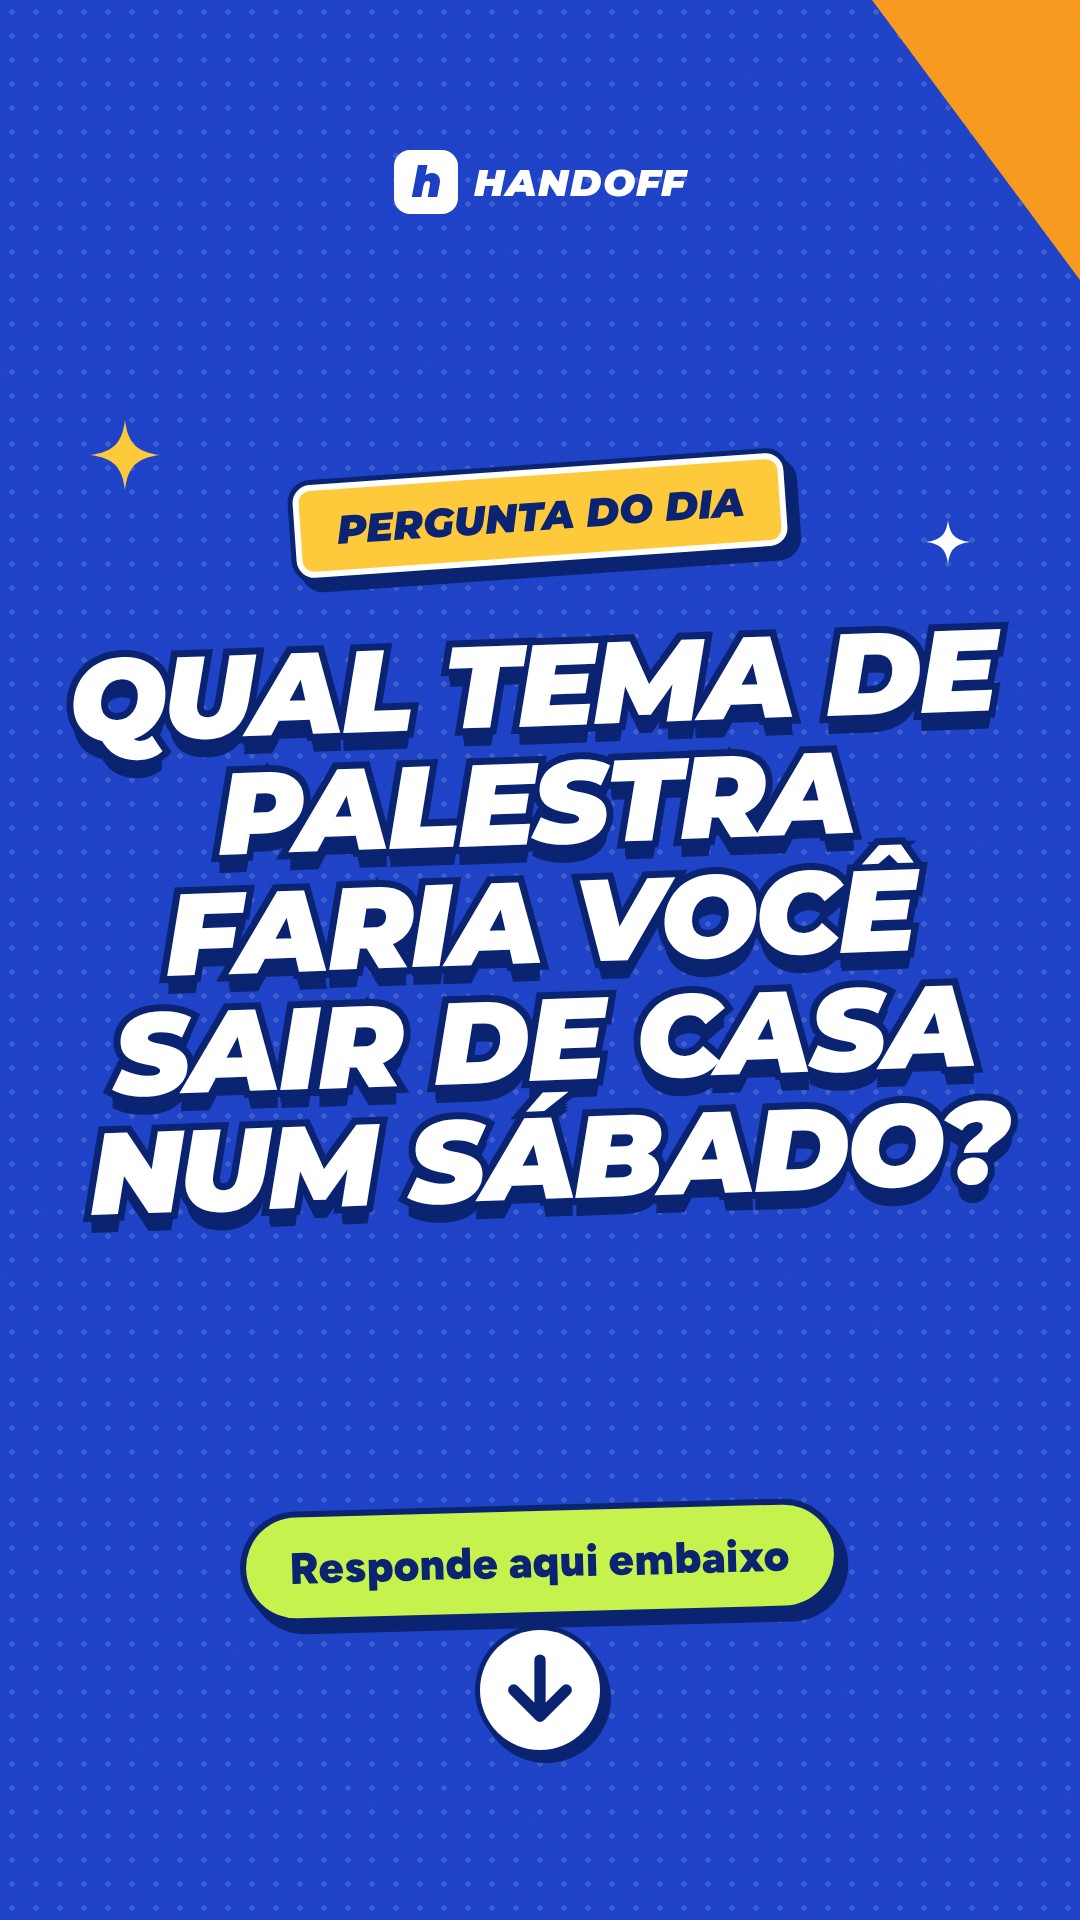 h HANDOFF
PERGUNTA DO DIA
QUAL TEMA DE
PALESTRA
FARIA VOCÊ
SAIR DE CASA
NUM SÁBADO?
Responde aqui embaixo